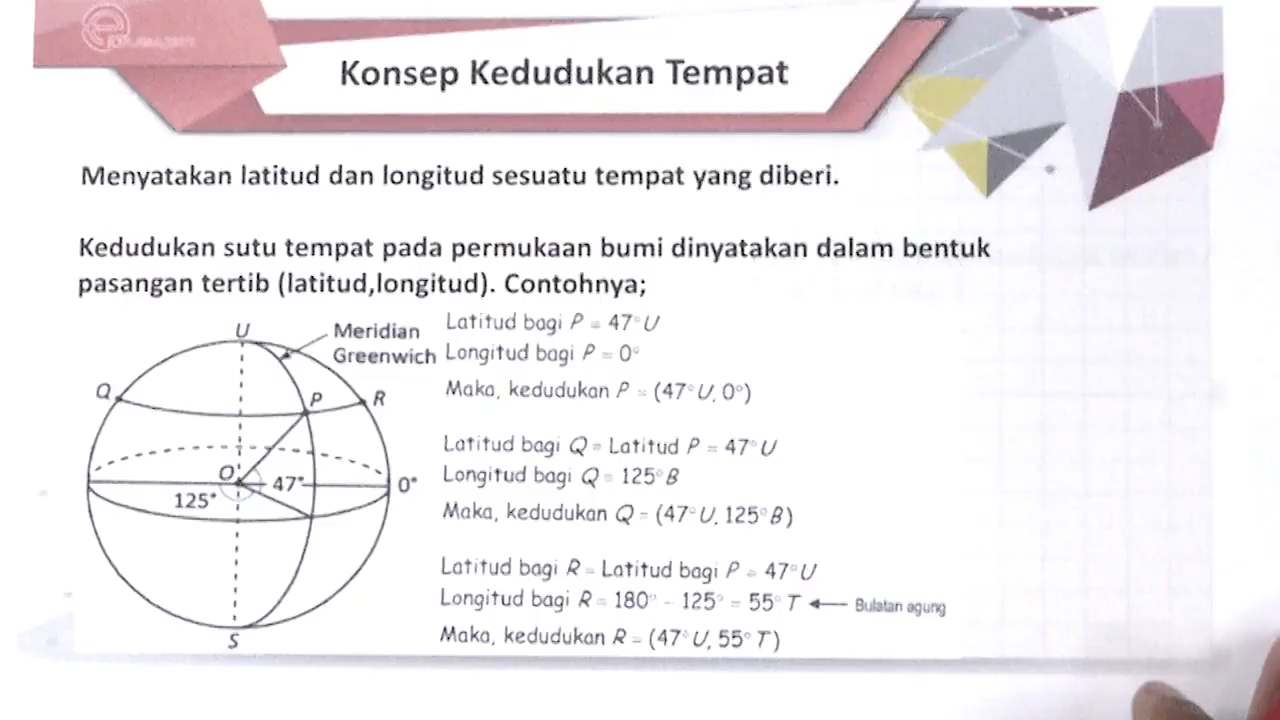 Konsep Kedudukan Tempat
Menyatakan latitud dan longitud sesuatu tempat yang diberi.
Kedudukan sutu tempat pada permukaan bumi dinyatakan dalam bentuk
pasangan tertib (latitud,longitud). Contohnya;
U
Meridian
Greenwich
Q
P
R
O
47°
0°
125°
S
Latitud bagi P = 47°U
Longitud bagi P = 0°
Maka, kedudukan P = (47°U, 0°)
Latitud bagi Q = Latitud P = 47°U
Longitud bagi Q = 125°B
Maka, kedudukan Q = (47°U, 125°B)
Latitud bagi R = Latitud bagi P = 47°U
Longitud bagi R = 180° - 125° = 55°T ← Bulatan agung
Maka, kedudukan R = (47°U, 55°T)